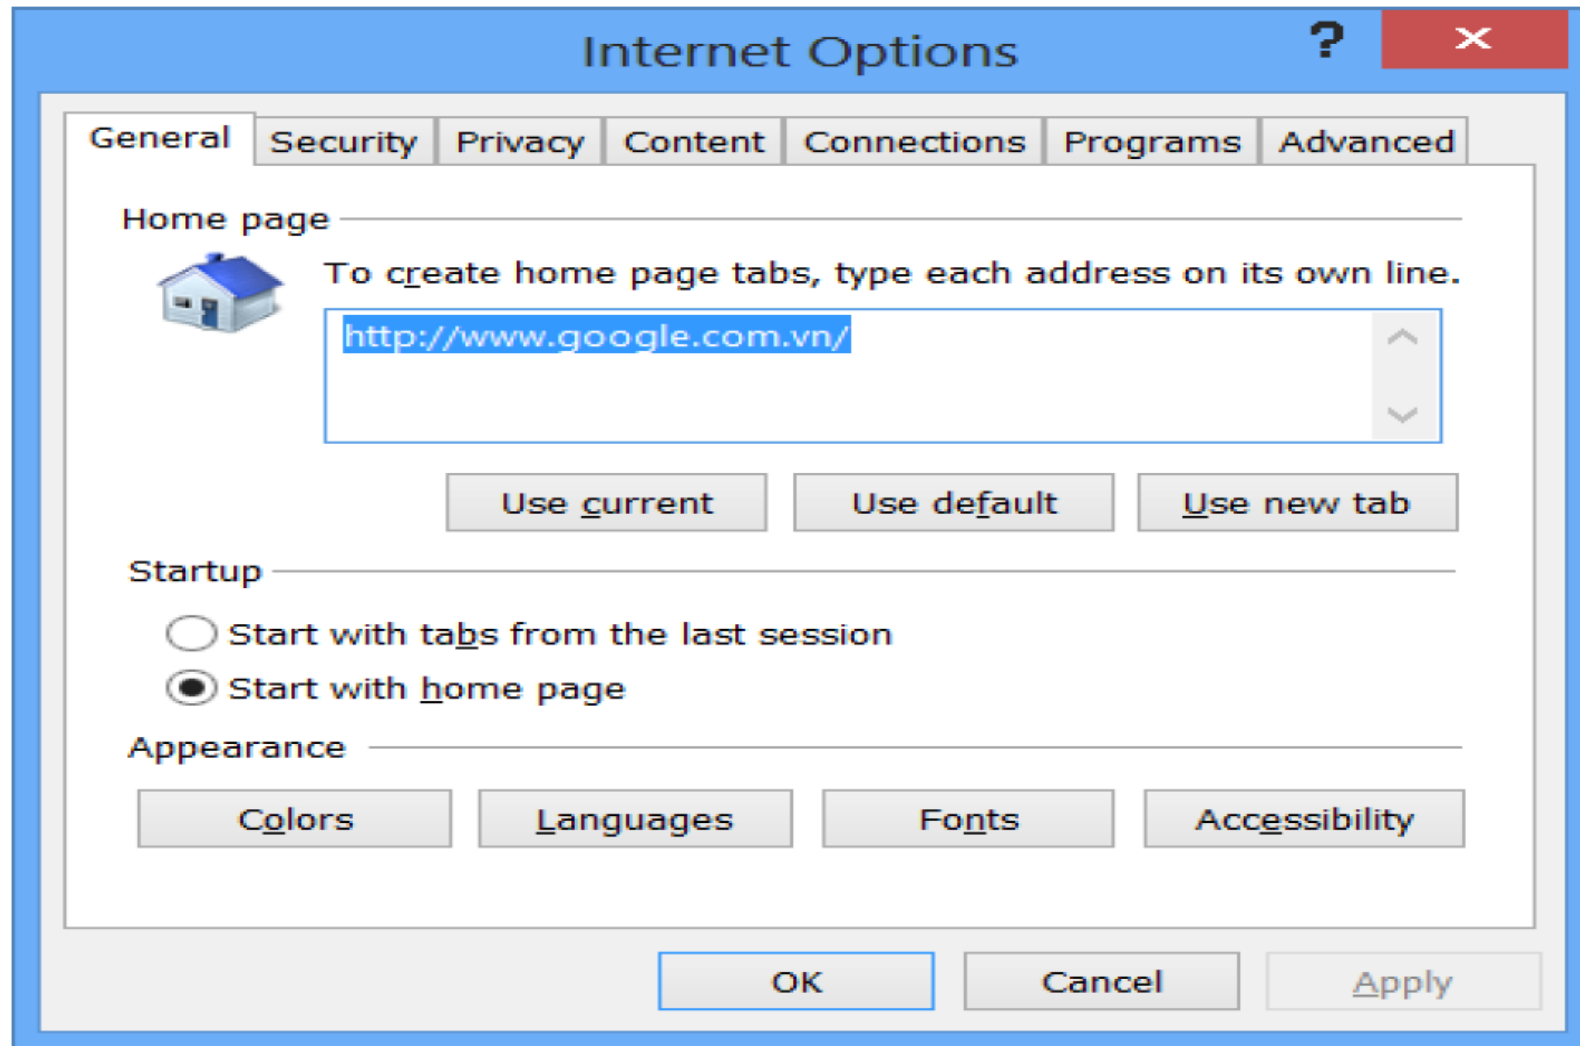 Internet Options ? ×
General Security Privacy Content Connections Programs Advanced
Home page
To create home page tabs, type each address on its own line.
http://www.google.com.vn/
Use current Use default Use new tab
Startup
Start with tabs from the last session
Start with home page
Appearance
Colors Languages Fonts Accessibility
OK Cancel Apply